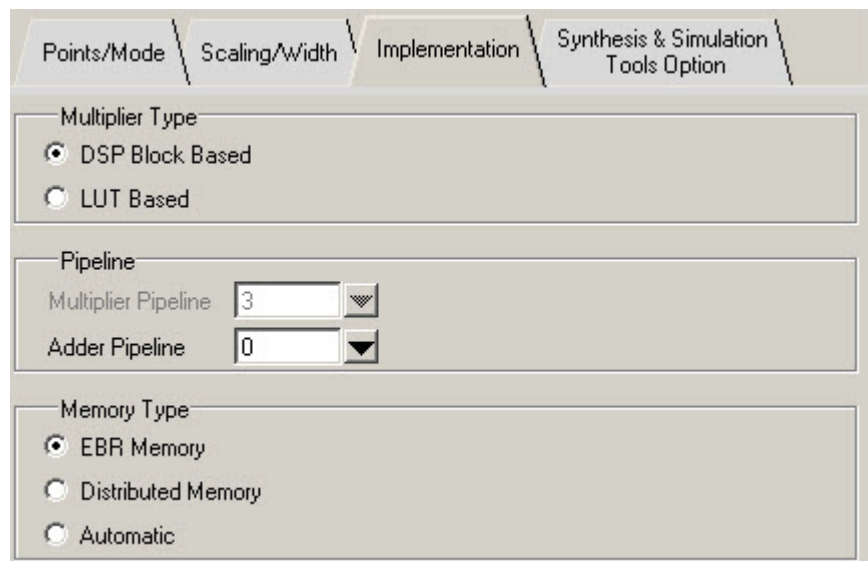 Points/Mode
Scaling/Width
Implementation
Synthesis & Simulation
Tools Option
Multiplier Type
DSP Block Based
LUT Based
Pipeline
Multiplier Pipeline 3
Adder Pipeline 0
Memory Type
EBR Memory
Distributed Memory
Automatic